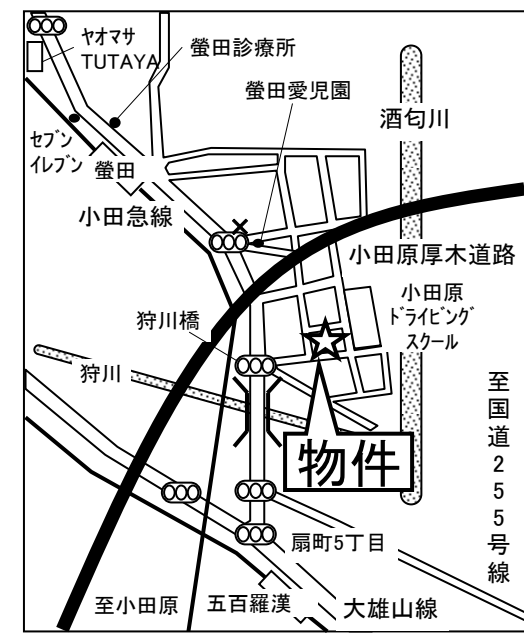 ヤオマサ
TUTAYA
螢田診療所
螢田愛児園
酒匂川
セブン
イレブン
螢田
小田急線
小田原厚木道路
小田原
ドライビング
スクール
狩川橋
狩川
至国道255号線
物件
扇町5丁目
至小田原
五百羅漢
大雄山線